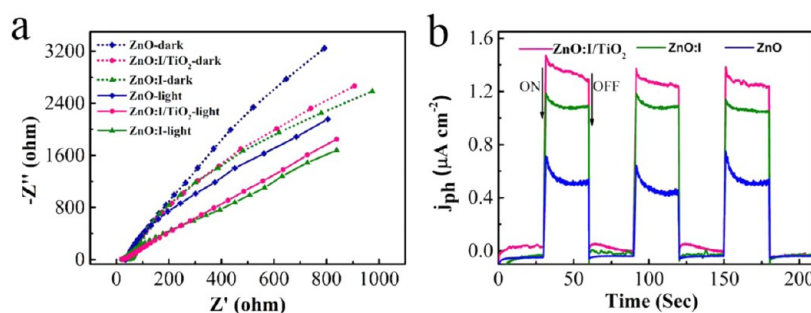 a
-Z'' (ohm)
3200
2400
1600
800
0
ZnO-dark
ZnO:I/TiO₂-dark
ZnO:I-dark
ZnO-light
ZnO:I/TiO₂-light
ZnO:I-light
0 200 400 600 800 1000
Z' (ohm)
b
jph (μA cm-2)
1.6
1.2
0.8
0.4
0.0
ZnO:I/TiO2 ZnO:I ZnO
ON OFF
0 50 100 150 200
Time (Sec)